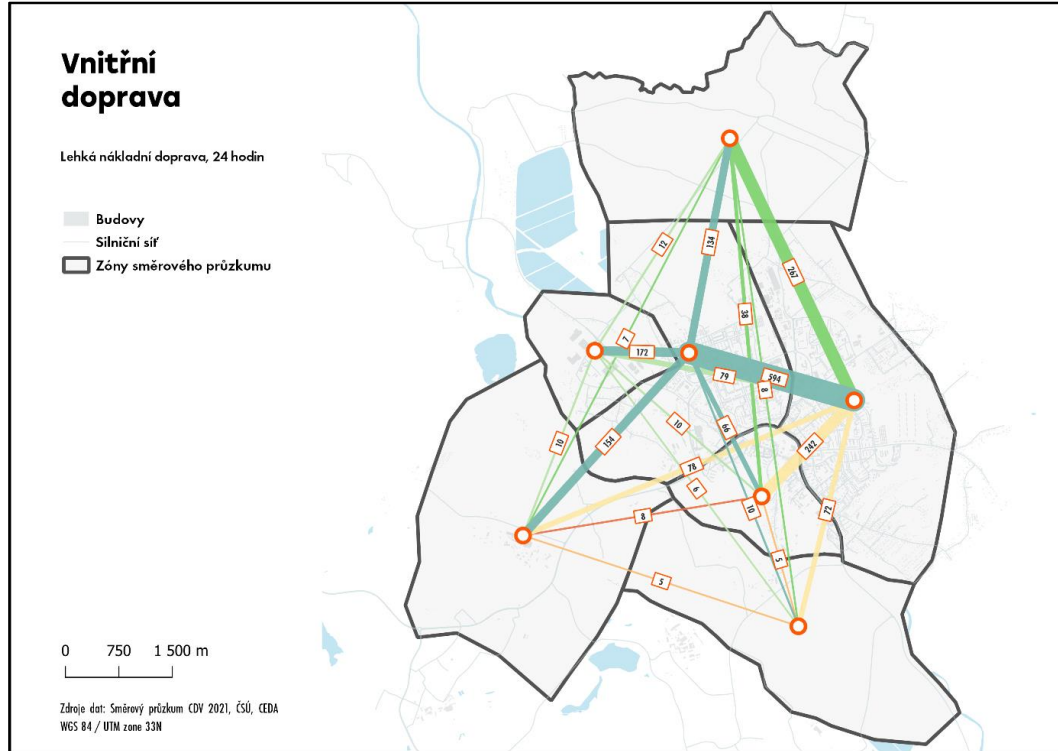 Vnitřní
doprava
Lehká nákladní doprava, 24 hodin
Budovy
Silniční síť
Zóny směrového průzkumu
12
134
267
38
7
172
79
594
8
10
154
10
66
242
78
6
10
72
8
5
5
0 750 1 500 m
Zdroje dat: Směrový průzkum CDV 2021, ČSÚ, CEDA
WGS 84 / UTM zone 33N